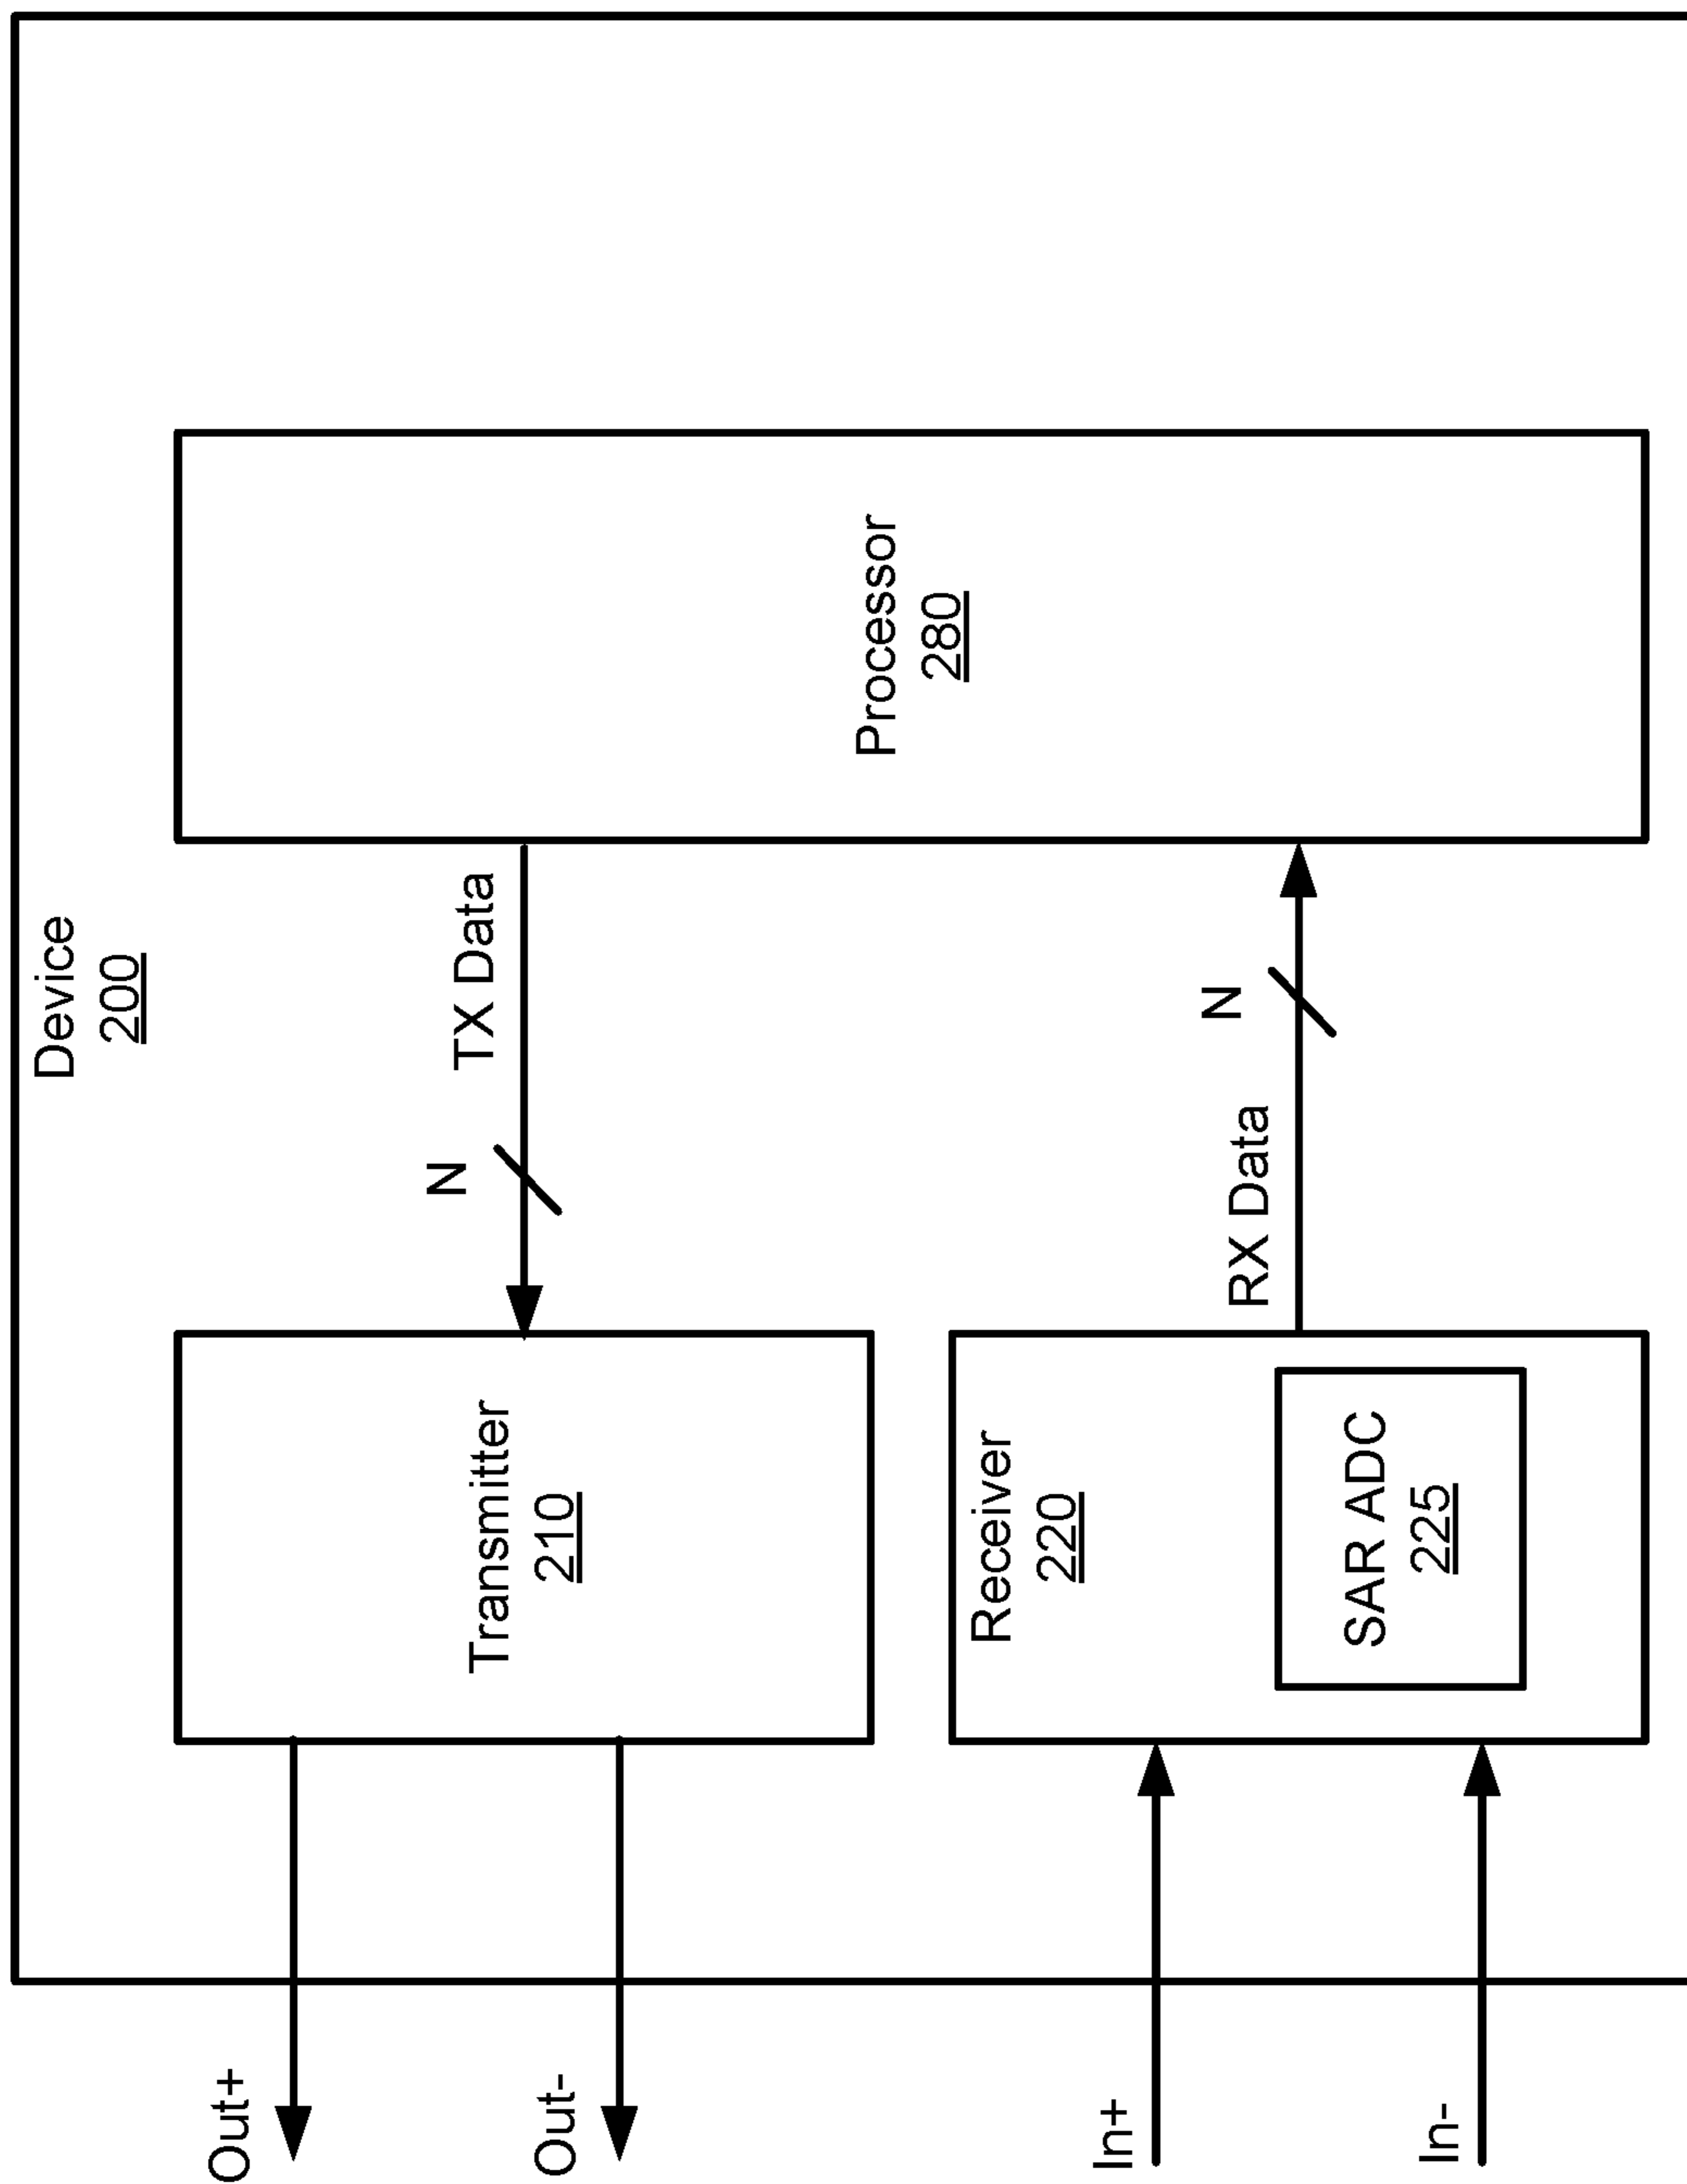 Device
200
Out+
Out-
Transmitter
210
N
TX Data
Processor
280
In+
In-
Receiver
220
SAR ADC
225
RX Data
N